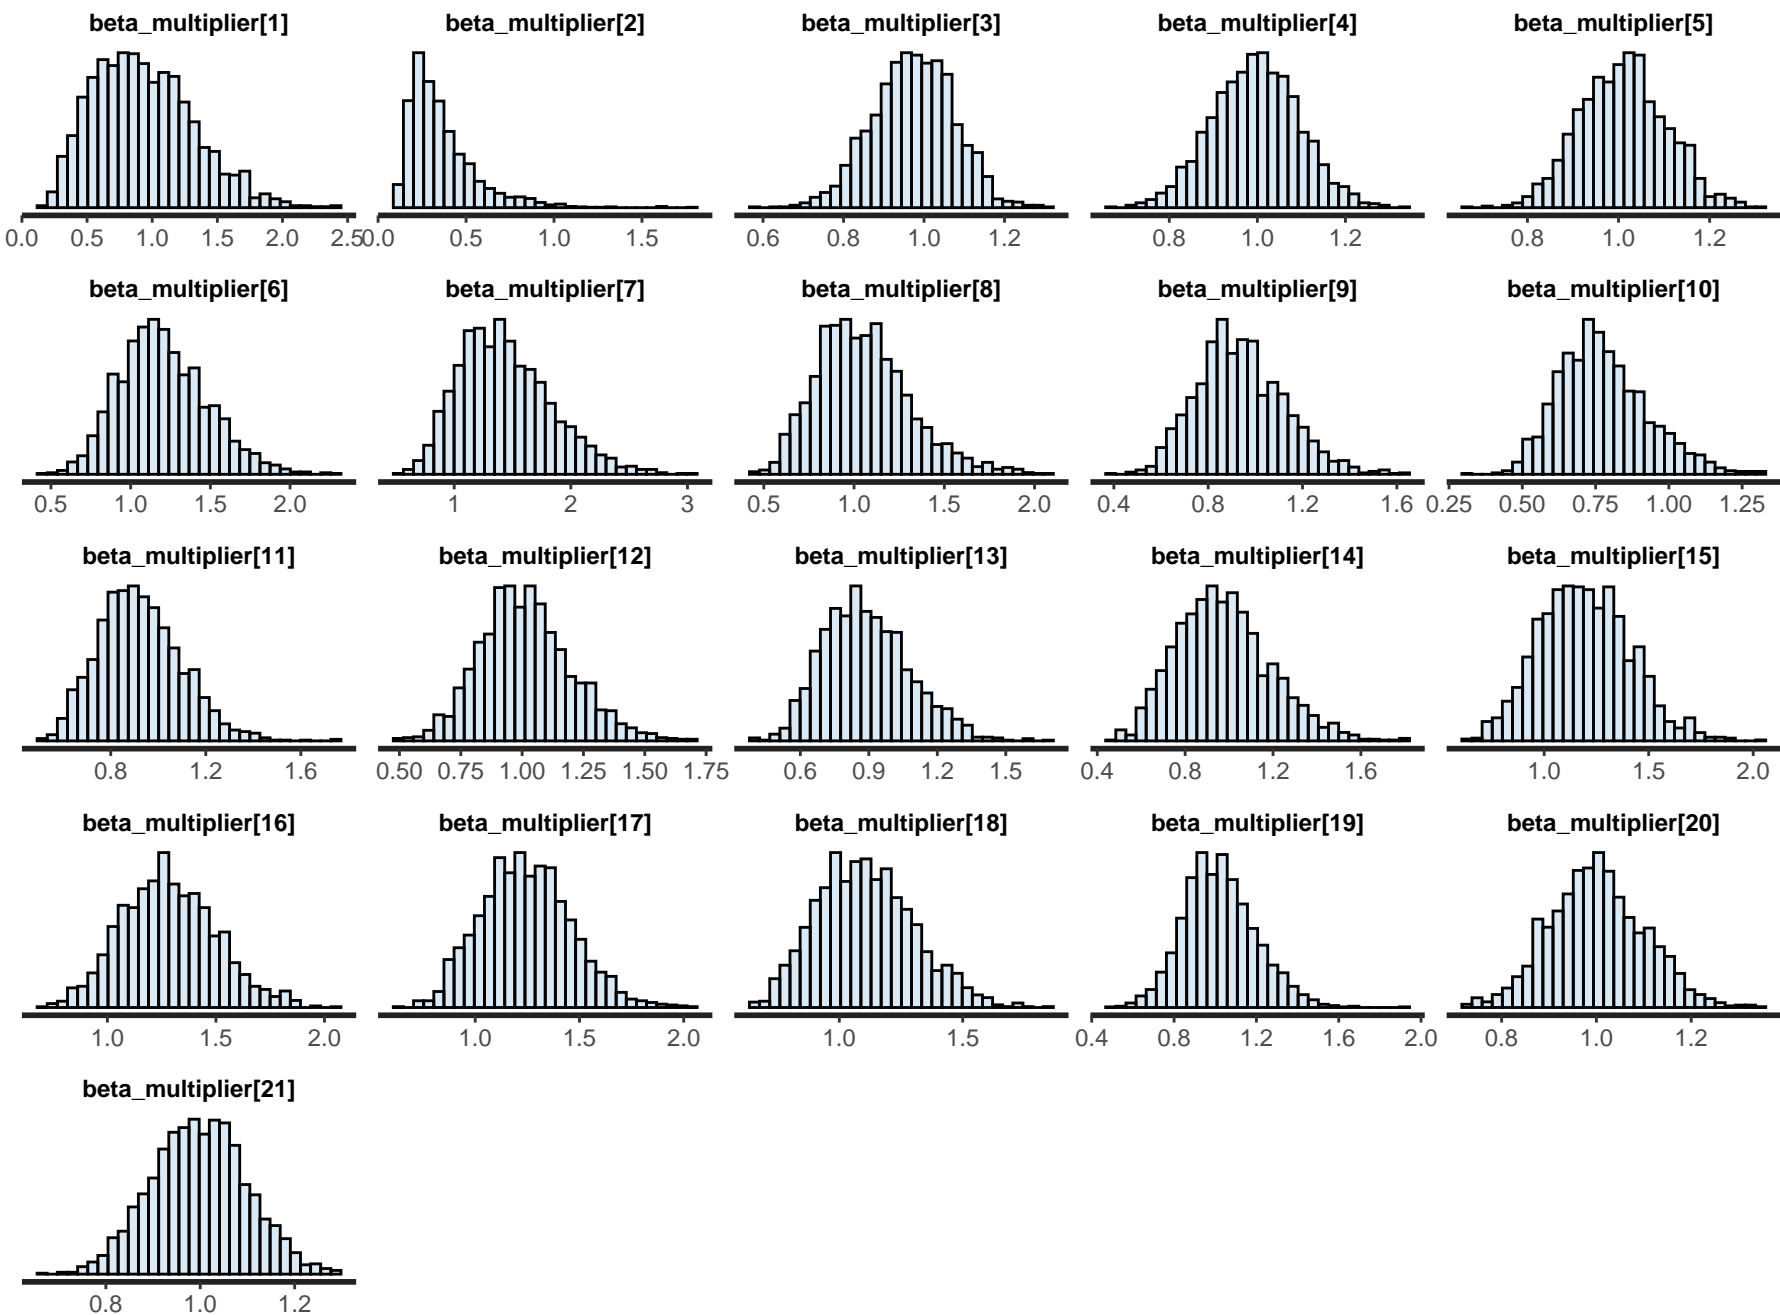 beta_multiplier[1] beta_multiplier[2] beta_multiplier[3] beta_multiplier[4] beta_multiplier[5]
0.0 0.5 1.0 1.5 2.0 2.5 0.0 0.5 1.0 1.5 0.6 0.8 1.0 1.2 0.8 1.0 1.2 0.8 1.0 1.2
beta_multiplier[6] beta_multiplier[7] beta_multiplier[8] beta_multiplier[9] beta_multiplier[10]
0.5 1.0 1.5 2.0 1 2 3 0.5 1.0 1.5 2.0 0.4 0.8 1.2 1.6 0.25 0.50 0.75 1.00 1.25
beta_multiplier[11] beta_multiplier[12] beta_multiplier[13] beta_multiplier[14] beta_multiplier[15]
0.8 1.2 1.6 0.50 0.75 1.00 1.25 1.50 1.75 0.6 0.9 1.2 1.5 0.4 0.8 1.2 1.6 1.0 1.5 2.0
beta_multiplier[16] beta_multiplier[17] beta_multiplier[18] beta_multiplier[19] beta_multiplier[20]
1.0 1.5 2.0 1.0 1.5 2.0 1.0 1.5 0.4 0.8 1.2 1.6 2.0 0.8 1.0 1.2
beta_multiplier[21]
0.8 1.0 1.2